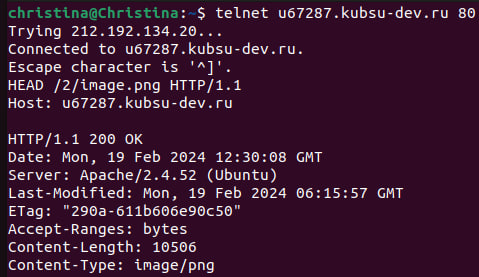 christina@Christina:~$ telnet u67287.kubsu-dev.ru 80
Trying 212.192.134.20...
Connected to u67287.kubsu-dev.ru.
Escape character is '^]'.
HEAD /2/image.png HTTP/1.1
Host: u67287.kubsu-dev.ru

HTTP/1.1 200 OK
Date: Mon, 19 Feb 2024 12:30:08 GMT
Server: Apache/2.4.52 (Ubuntu)
Last-Modified: Mon, 19 Feb 2024 06:15:57 GMT
ETag: "290a-611b606e90c50"
Accept-Ranges: bytes
Content-Length: 10506
Content-Type: image/png